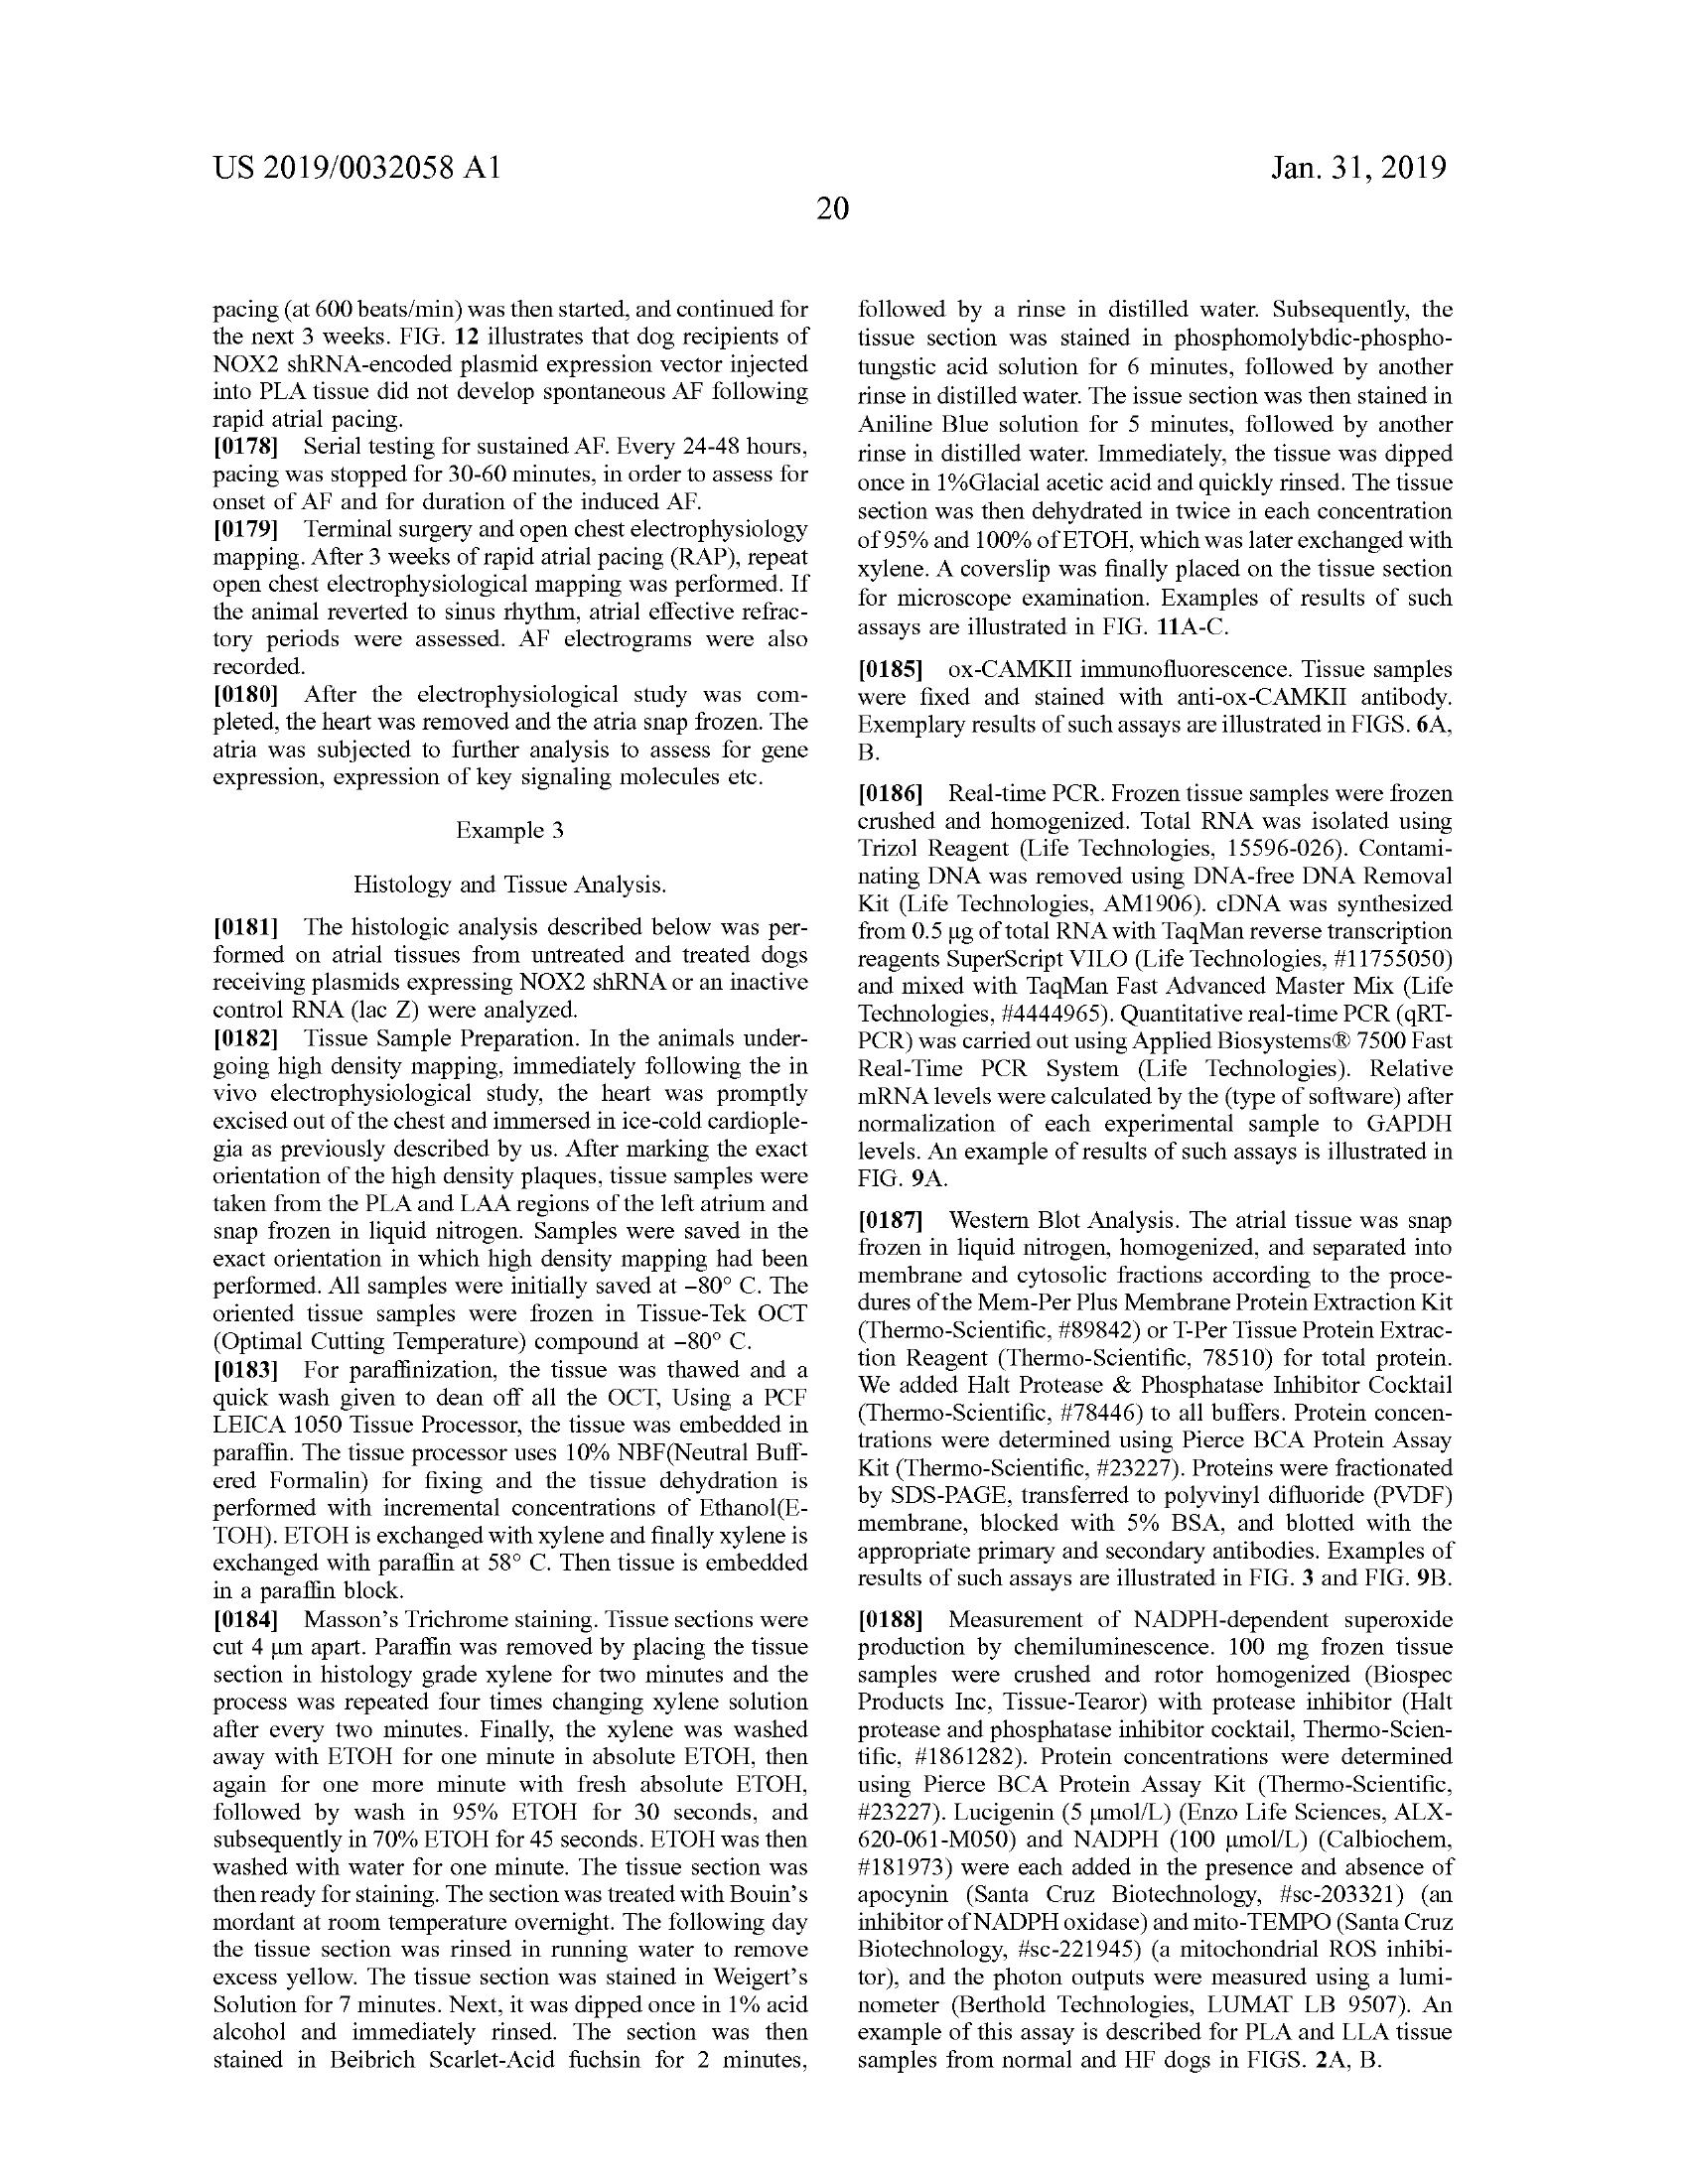 US 2019/0032058 A1
Jan. 31, 2019
20
pacing (at 600 beats/min) was then started, and continued for
the next 3 weeks. FIG. 12 illustrates that dog recipients of
NOX2 shRNA-encoded plasmid expression vector injected
into PLA tissue did not develop spontaneous AF following
rapid atrial pacing.
[0178] Serial testing for sustained AF. Every 24-48 hours,
pacing was stopped for 30-60 minutes, in order to assess for
onset of AF and for duration of the induced AF.
[0179] Terminal surgery and open chest electrophysiology
mapping. After 3 weeks of rapid atrial pacing (RAP), repeat
open chest electrophysiological mapping was performed. If
the animal reverted to sinus rhythm, atrial effective refrac-
tory periods were assessed. AF electrograms were also
recorded.
[0180] After the electrophysiological study was com-
pleted, the heart was removed and the atria snap frozen. The
atria was subjected to further analysis to assess for gene
expression, expression of key signaling molecules etc.
Example 3
Histology and Tissue Analysis.
[0181] The histologic analysis described below was per-
formed on atrial tissues from untreated and treated dogs
receiving plasmids expressing NOX2 shRNA or an inactive
control RNA (lac Z) were analyzed.
[0182] Tissue Sample Preparation. In the animals under-
going high density mapping, immediately following the in
vivo electrophysiological study, the heart was promptly
excised out of the chest and immersed in ice-cold cardiople-
gia as previously described by us. After marking the exact
orientation of the high density plaques, tissue samples were
taken from the PLA and LAA regions of the left atrium and
snap frozen in liquid nitrogen. Samples were saved in the
exact orientation in which high density mapping had been
performed. All samples were initially saved at –80° C. The
oriented tissue samples were frozen in Tissue-Tek OCT
(Optimal Cutting Temperature) compound at –80° C.
[0183] For paraffinization, the tissue was thawed and a
quick wash given to dean off all the OCT, Using a PCF
LEICA 1050 Tissue Processor, the tissue was embedded in
paraffin. The tissue processor uses 10% NBF(Neutral Buff-
ered Formalin) for fixing and the tissue dehydration is
performed with incremental concentrations of Ethanol(E-
TOH). ETOH is exchanged with xylene and finally xylene is
exchanged with paraffin at 58° C. Then tissue is embedded
in a paraffin block.
[0184] Masson's Trichrome staining. Tissue sections were
cut 4 μm apart. Paraffin was removed by placing the tissue
section in histology grade xylene for two minutes and the
process was repeated four times changing xylene solution
after every two minutes. Finally, the xylene was washed
away with ETOH for one minute in absolute ETOH, then
again for one more minute with fresh absolute ETOH,
followed by wash in 95% ETOH for 30 seconds, and
subsequently in 70% ETOH for 45 seconds. ETOH was then
washed with water for one minute. The tissue section was
then ready for staining. The section was treated with Bouin's
mordant at room temperature overnight. The following day
the tissue section was rinsed in running water to remove
excess yellow. The tissue section was stained in Weigert's
Solution for 7 minutes. Next, it was dipped once in 1% acid
alcohol and immediately rinsed. The section was then
stained in Beibrich Scarlet-Acid fuchsin for 2 minutes,
followed by a rinse in distilled water. Subsequently, the
tissue section was stained in phosphomolybdic-phospho-
tungstic acid solution for 6 minutes, followed by another
rinse in distilled water. The issue section was then stained in
Aniline Blue solution for 5 minutes, followed by another
rinse in distilled water. Immediately, the tissue was dipped
once in 1%Glacial acetic acid and quickly rinsed. The tissue
section was then dehydrated in twice in each concentration
of 95% and 100% of ETOH, which was later exchanged with
xylene. A coverslip was finally placed on the tissue section
for microscope examination. Examples of results of such
assays are illustrated in FIG. 11A-C.
[0185] ox-CAMKII immunofluorescence. Tissue samples
were fixed and stained with anti-ox-CAMKII antibody.
Exemplary results of such assays are illustrated in FIGS. 6A,
B.
[0186] Real-time PCR. Frozen tissue samples were frozen
crushed and homogenized. Total RNA was isolated using
Trizol Reagent (Life Technologies, 15596-026). Contami-
nating DNA was removed using DNA-free DNA Removal
Kit (Life Technologies, AM1906). cDNA was synthesized
from 0.5 μg of total RNA with TaqMan reverse transcription
reagents SuperScript VILO (Life Technologies, #11755050)
and mixed with TaqMan Fast Advanced Master Mix (Life
Technologies, #4444965). Quantitative real-time PCR (qRT-
PCR) was carried out using Applied Biosystems® 7500 Fast
Real-Time PCR System (Life Technologies). Relative
mRNA levels were calculated by the (type of software) after
normalization of each experimental sample to GAPDH
levels. An example of results of such assays is illustrated in
FIG. 9A.
[0187] Western Blot Analysis. The atrial tissue was snap
frozen in liquid nitrogen, homogenized, and separated into
membrane and cytosolic fractions according to the proce-
dures of the Mem-Per Plus Membrane Protein Extraction Kit
(Thermo-Scientific, #89842) or T-Per Tissue Protein Extrac-
tion Reagent (Thermo-Scientific, 78510) for total protein.
We added Halt Protease & Phosphatase Inhibitor Cocktail
(Thermo-Scientific, #78446) to all buffers. Protein concen-
trations were determined using Pierce BCA Protein Assay
Kit (Thermo-Scientific, #23227). Proteins were fractionated
by SDS-PAGE, transferred to polyvinyl difluoride (PVDF)
membrane, blocked with 5% BSA, and blotted with the
appropriate primary and secondary antibodies. Examples of
results of such assays are illustrated in FIG. 3 and FIG. 9B.
[0188] Measurement of NADPH-dependent superoxide
production by chemiluminescence. 100 mg frozen tissue
samples were crushed and rotor homogenized (Biospec
Products Inc, Tissue-Tearor) with protease inhibitor (Halt
protease and phosphatase inhibitor cocktail, Thermo-Scien-
tific, #1861282). Protein concentrations were determined
using Pierce BCA Protein Assay Kit (Thermo-Scientific,
#23227). Lucigenin (5 μmol/L) (Enzo Life Sciences, ALX-
620-061-M050) and NADPH (100 μmol/L) (Calbiochem,
#181973) were each added in the presence and absence of
apocynin (Santa Cruz Biotechnology, #sc-203321) (an
inhibitor of NADPH oxidase) and mito-TEMPO (Santa Cruz
Biotechnology, #sc-221945) (a mitochondrial ROS inhibi-
tor), and the photon outputs were measured using a lumi-
nometer (Berthold Technologies, LUMAT LB 9507). An
example of this assay is described for PLA and LLA tissue
samples from normal and HF dogs in FIGS. 2A, B.